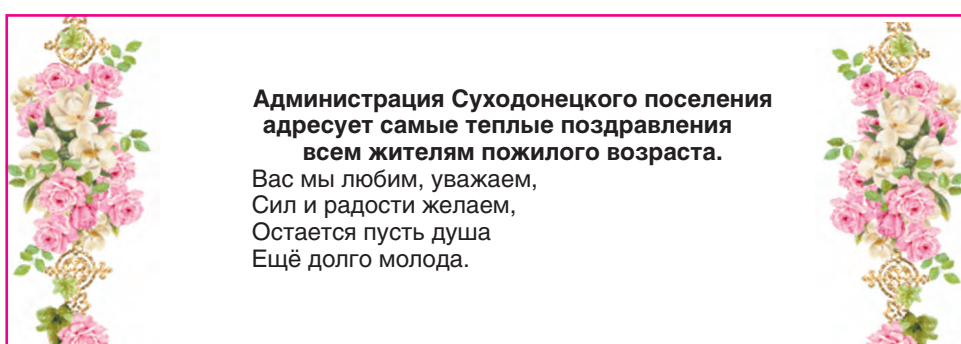 Администрация Суходонецкого поселения
адресует самые теплые поздравления
всем жителям пожилого возраста.
Вас мы любим, уважаем,
Сил и радости желаем,
Остается пусть душа
Ещё долго молода.